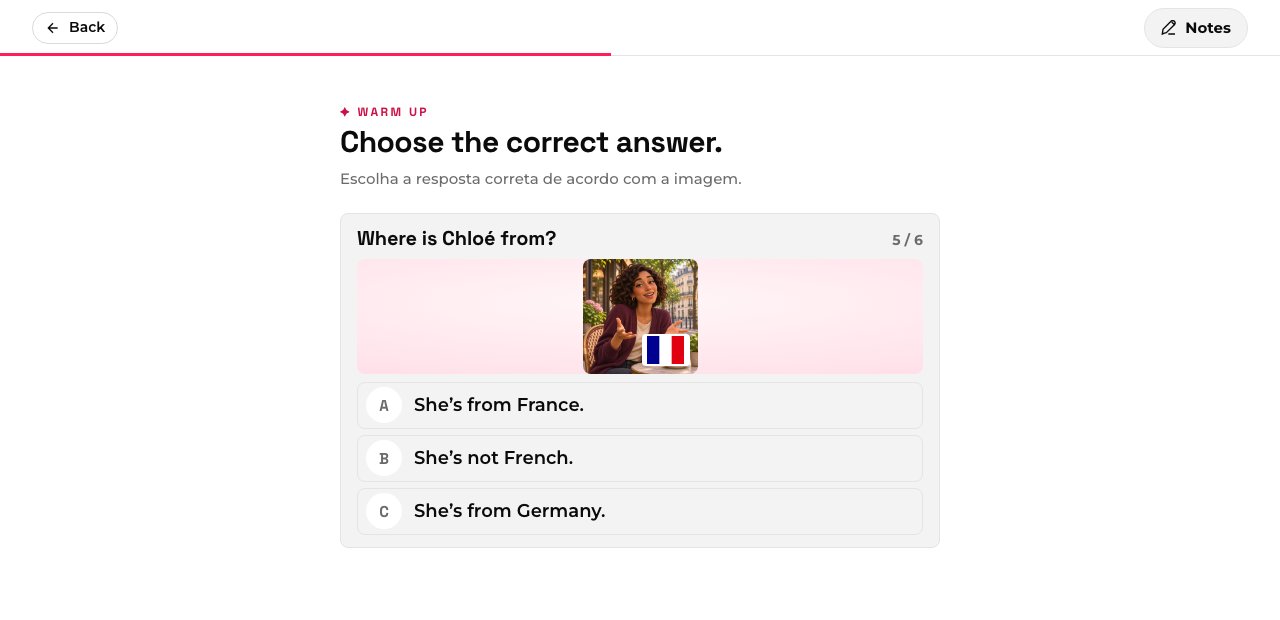 Back
Notes
WARM UP
Choose the correct answer.
Escolha a resposta correta de acordo com a imagem.
Where is Chloé from?
5 / 6
A
She’s from France.
B
She’s not French.
C
She’s from Germany.